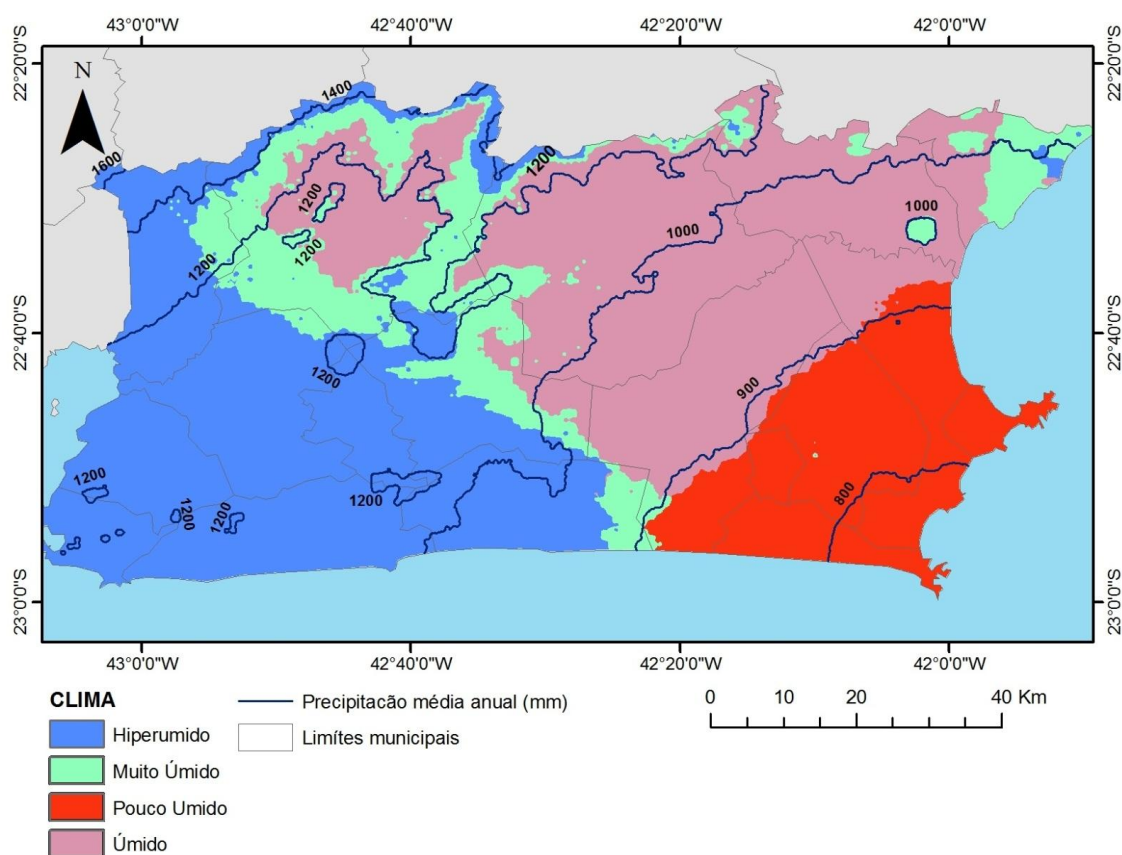 43°0'0"W 42°40'0"W 42°20'0"W 42°0'0"W
22°20'0"S 22°20'0"S
N
1400
1600
1200
1200
1200
1000
1000
1200
22°40'0"S 22°40'0"S
1200
900
1200
1200
1200
1200
800
23°0'0"S 23°0'0"S
43°0'0"W 42°40'0"W 42°20'0"W 42°0'0"W
CLIMA
Hiperumido
Muito Úmido
Pouco Umido
Úmido
Precipitacão média anual (mm)
Limítes municipais
0 10 20 40 Km